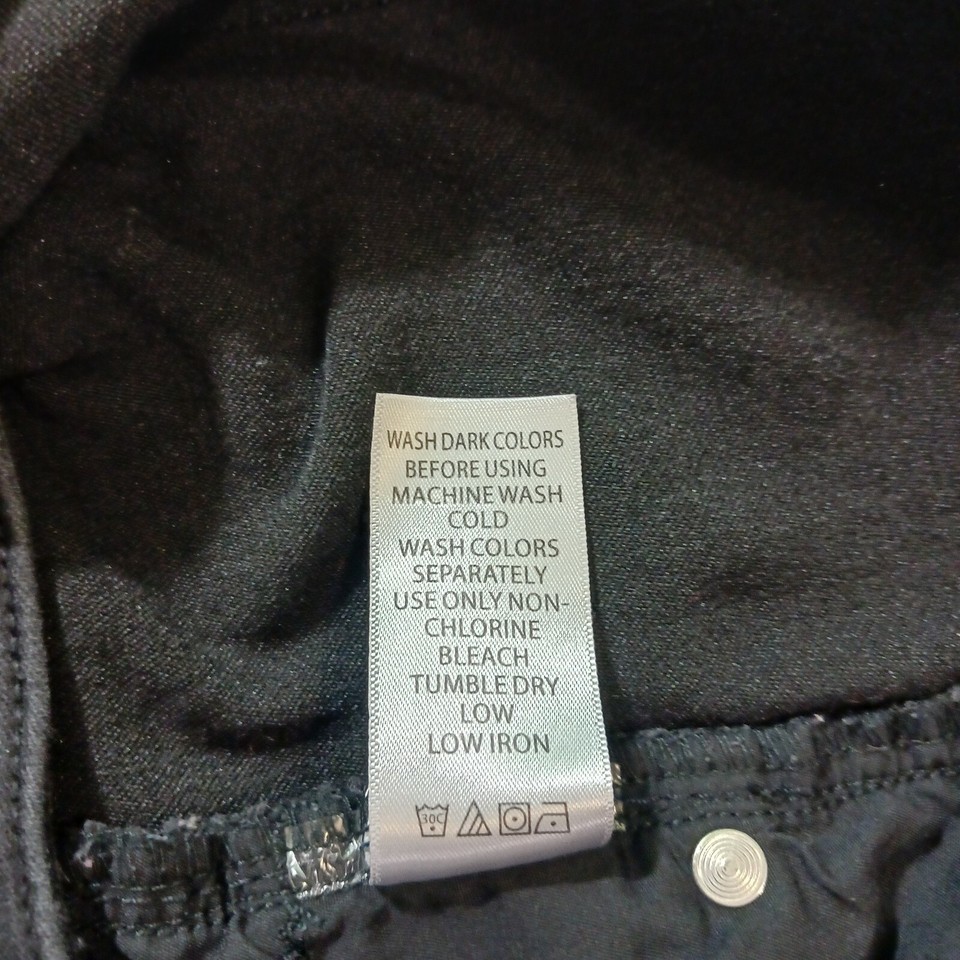 WASH DARK COLORS
BEFORE USING
MACHINE WASH
COLD
WASH COLORS
SEPARATELY
USE ONLY NON-
CHLORINE
BLEACH
TUMBLE DRY
LOW
LOW IRON
30C